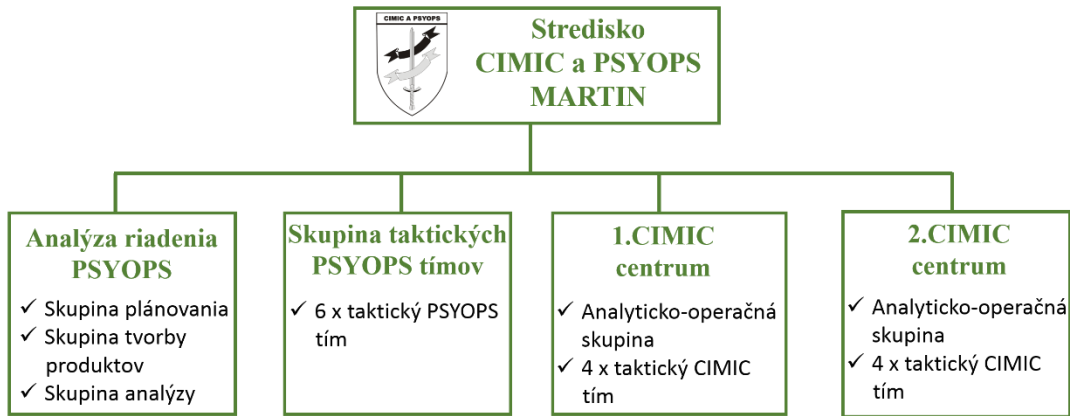 CIMIC A PSYOPS
Stredisko
CIMIC a PSYOPS
MARTIN
Analýza riadenia
PSYOPS
✓ Skupina plánovania
✓ Skupina tvorby
produktov
✓ Skupina analýzy
Skupina taktických
PSYOPS tímov
✓ 6 x taktický PSYOPS
tím
1.CIMIC
centrum
✓ Analyticko-operačná
skupina
✓ 4 x taktický CIMIC
tím
2.CIMIC
centrum
✓ Analyticko-operačná
skupina
✓ 4 x taktický CIMIC
tím